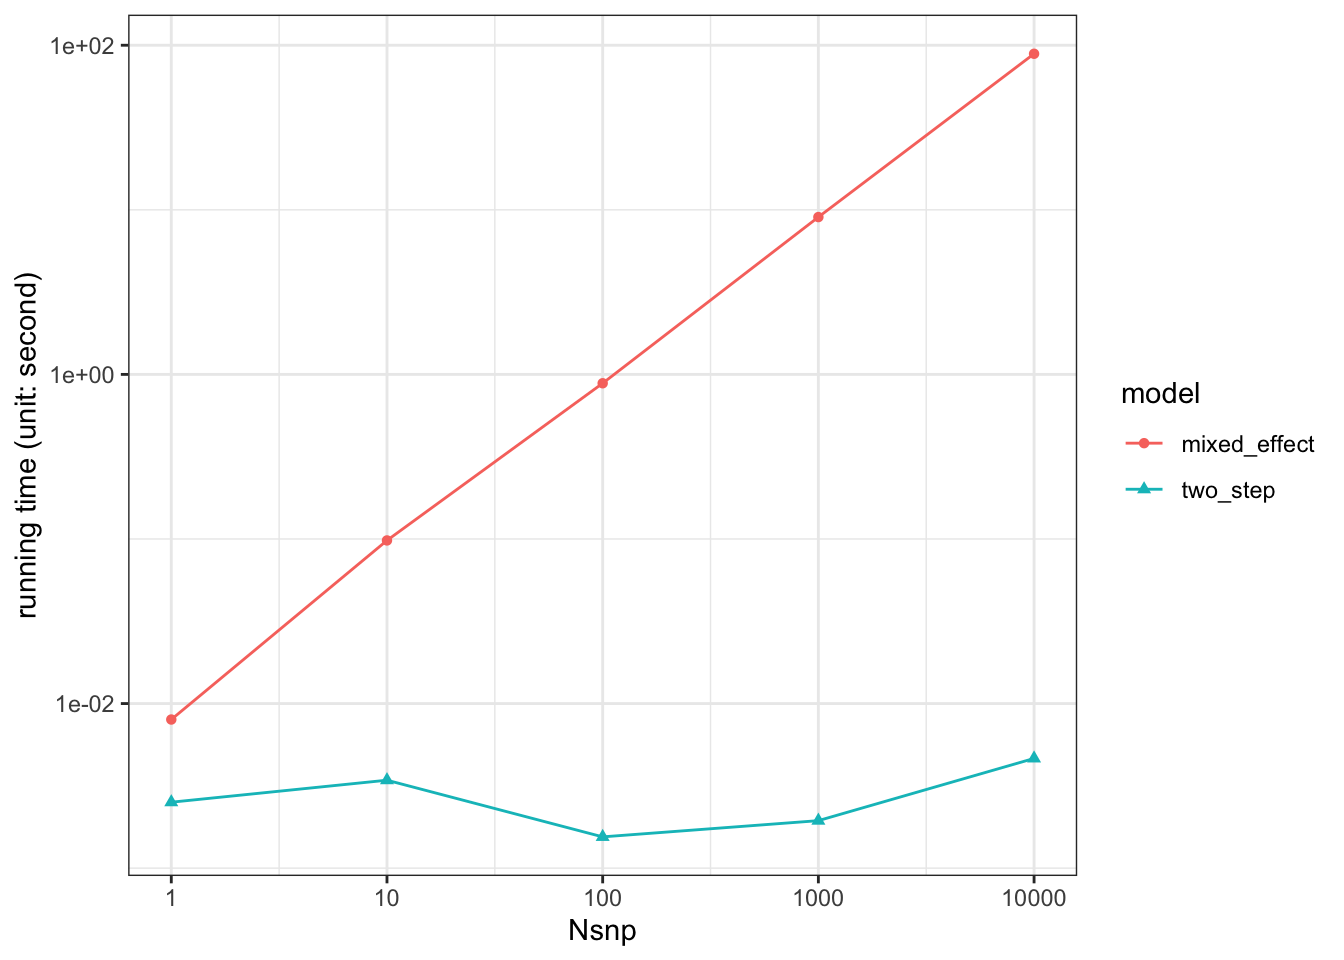 1e+02
1e+00
1e-02
running time (unit: second)
1 10 100 1000 10000
Nsnp
model
mixed_effect
two_step